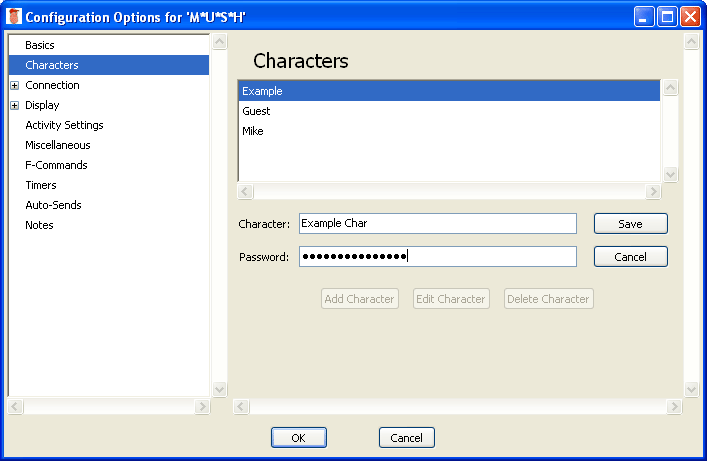 Configuration Options for 'M*U*S*H'
Basics
Characters
Connection
Display
Activity Settings
Miscellaneous
F-Commands
Timers
Auto-Sends
Notes
Characters
Example
Guest
Mike
Character: Example Char Save
Password: ●●●●●●●●●●●●●●● Cancel
Add Character Edit Character Delete Character
OK Cancel